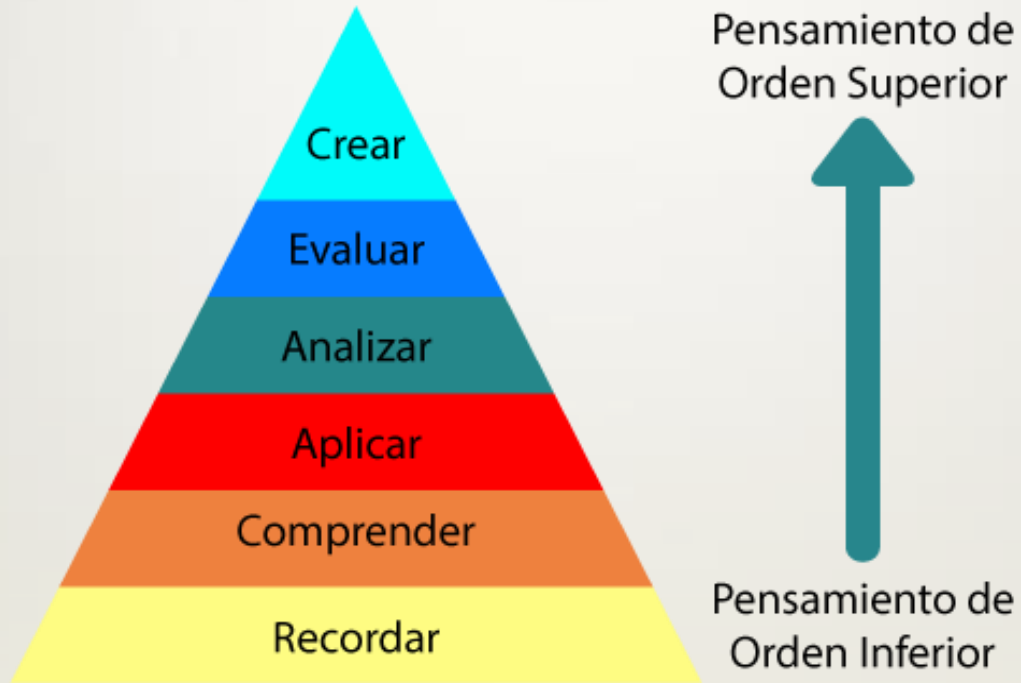 Pensamiento de
Orden Superior
Crear
Evaluar
Analizar
Aplicar
Comprender
Recordar
Pensamiento de
Orden Inferior